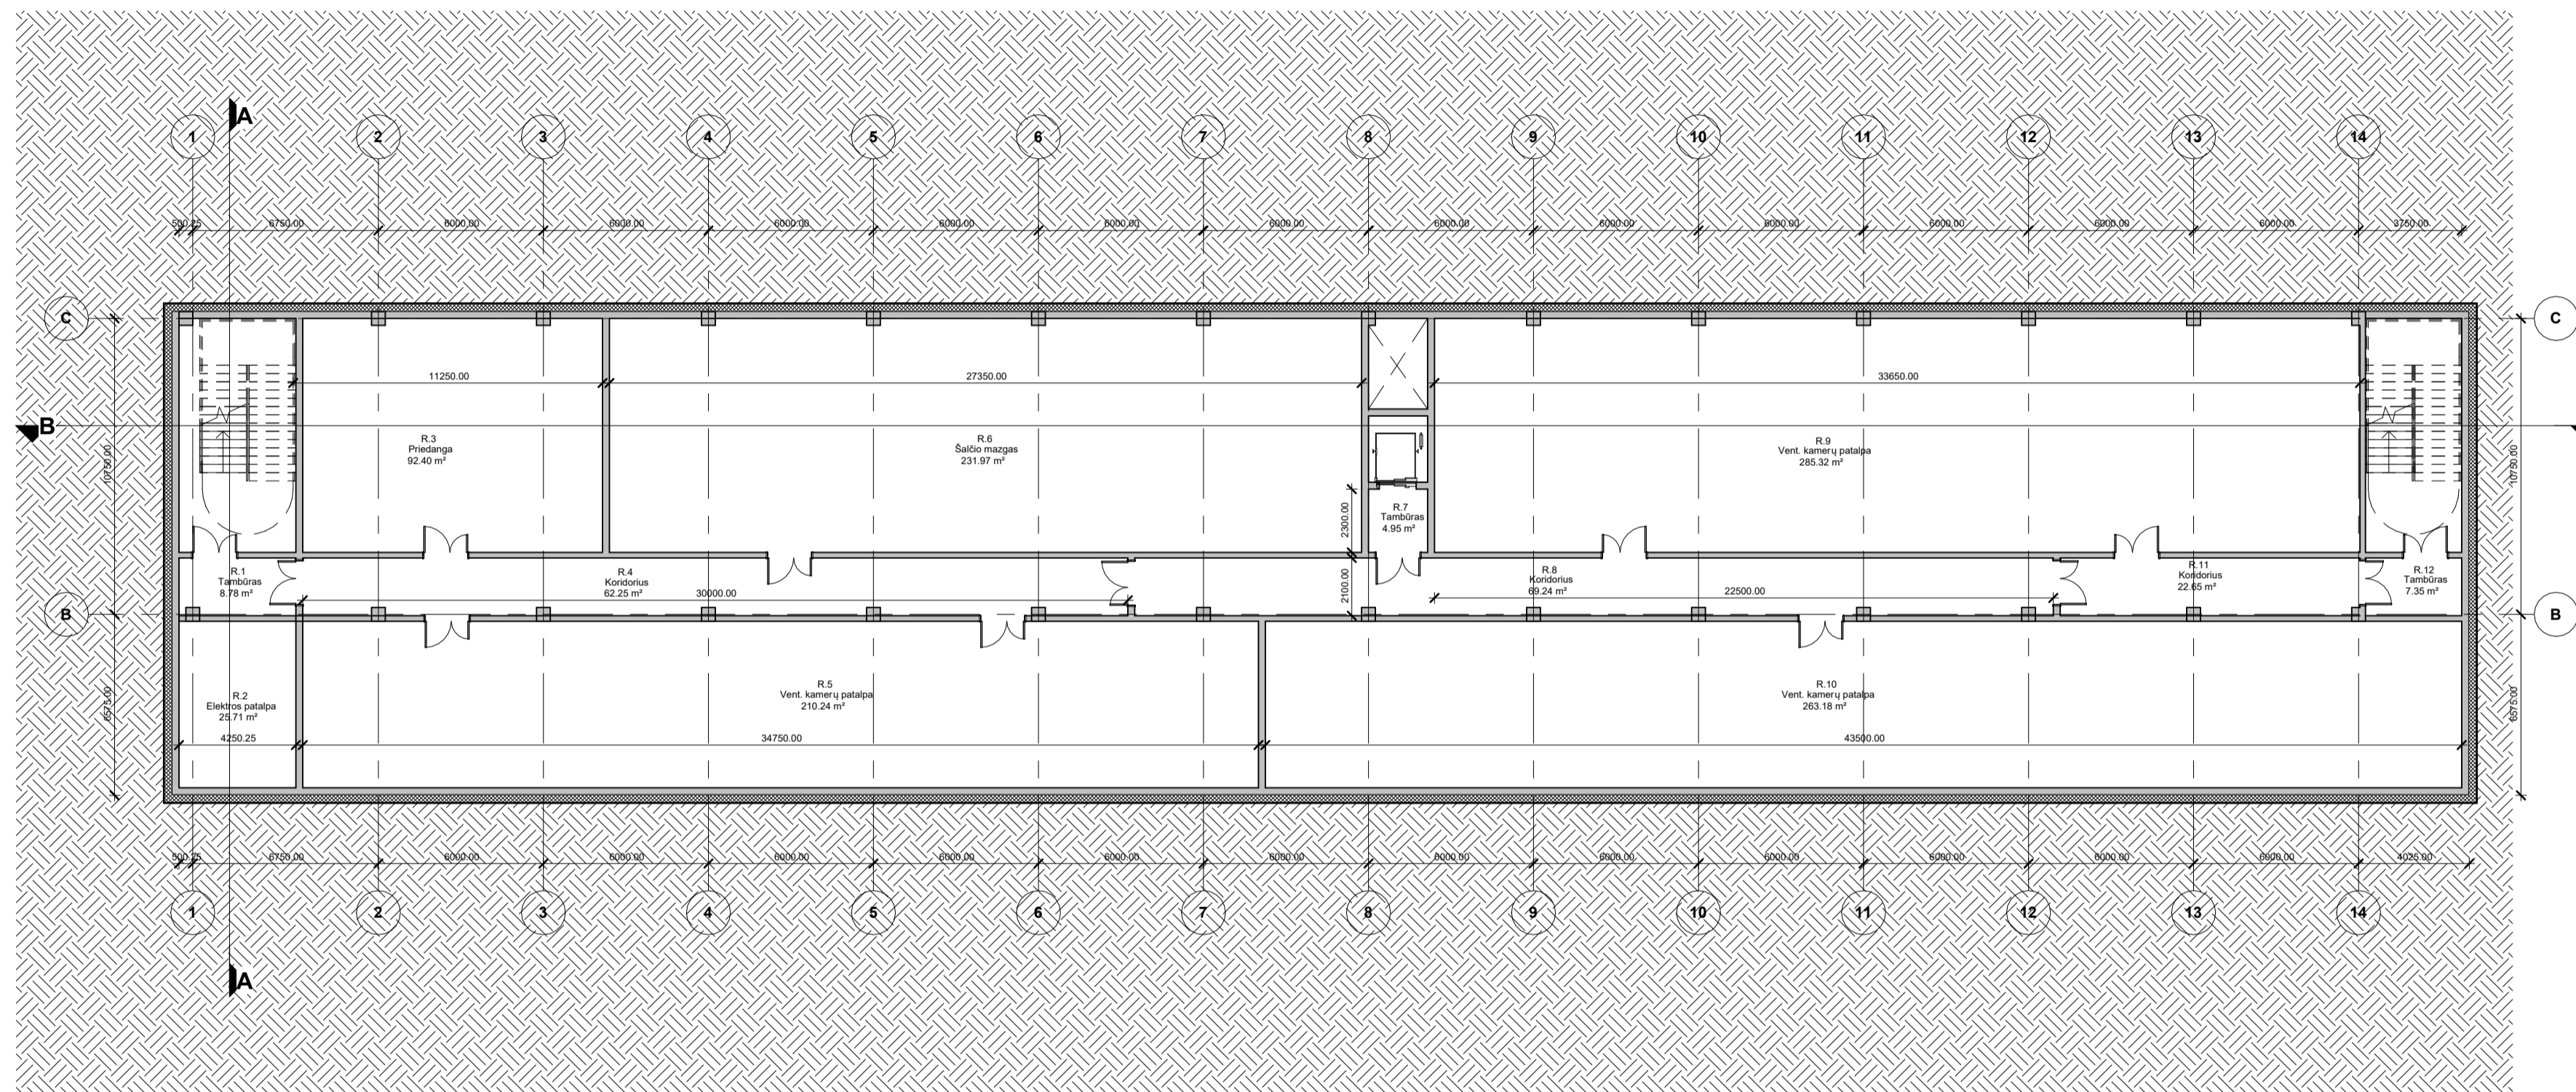 A
1 2 3 4 5 6 7 8 9 10 11 12 13 14
500.25 6750.00 6000.00 6000.00 6000.00 6000.00 6000.00 6000.00 6000.00 6000.00 6000.00 6000.00 6000.00 6000.00 3750.00
C C
11250.00 27350.00 33650.00
B
10750.00 10750.00
R.3
Priedanga
92.40 m²
R.6
Šalčio mazgas
231.97 m²
R.9
Vent. kamerų patalpa
285.32 m²
2300.00
R.7
Tambūras
4.95 m²
R.1
Tambūras
8.78 m²
R.4
Koridorius
62.25 m²
30000.00
2100.00
R.8
Koridorius
69.24 m²
22500.00
R.11
Koridorius
22.65 m²
R.12
Tambūras
7.35 m²
B B
6575.00 6575.00
R.2
Elektros patalpa
25.71 m²
R.5
Vent. kamerų patalpa
210.24 m²
R.10
Vent. kamerų patalpa
263.18 m²
4250.25 34750.00 43500.00
500.25 6750.00 6000.00 6000.00 6000.00 6000.00 6000.00 6000.00 6000.00 6000.00 6000.00 6000.00 6000.00 6000.00 4025.00
1 2 3 4 5 6 7 8 9 10 11 12 13 14
A